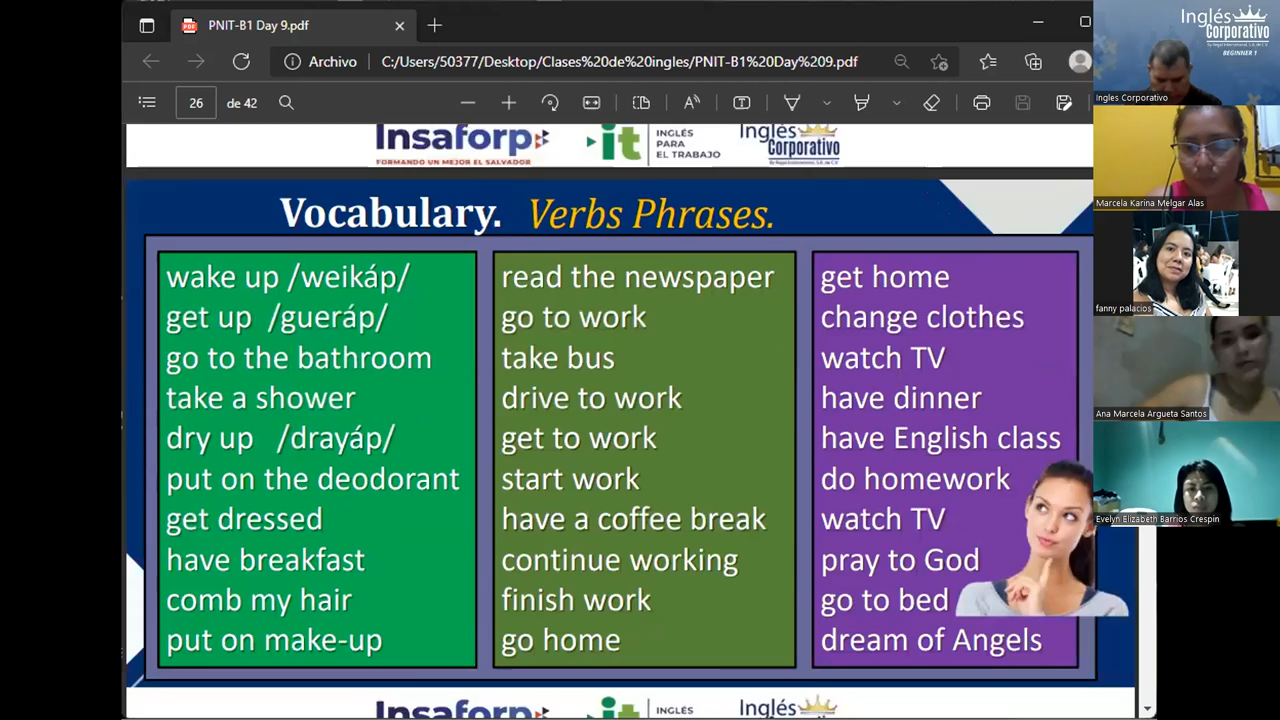 PNIT-B1 Day 9.pdf
Archivo
C:/Users/50377/Desktop/Clases%20de%20ingles/PNIT-B1%20Day%209.pdf
26 de 42
Insaforp
FORMANDO UN MEJOR EL SALVADOR
it
INGLÉS
PARA
EL TRABAJO
Inglés
Corporativo
Vocabulary. Verbs Phrases.
wake up /weikáp/
get up /gueráp/
go to the bathroom
take a shower
dry up /drayáp/
put on the deodorant
get dressed
have breakfast
comb my hair
put on make-up
read the newspaper
go to work
take bus
drive to work
get to work
start work
have a coffee break
continue working
finish work
go home
get home
change clothes
watch TV
have dinner
have English class
do homework
watch TV
pray to God
go to bed
dream of Angels
Insaforp
it
INGLÉS
Inglés
Inglés
Corporativo
BEGINNER 1
Ingles Corporativo
Marcela Karina Melgar Alas
fanny palacios
Ana Marcela Argueta Santos
Evelyn Elizabeth Barrios Crespin